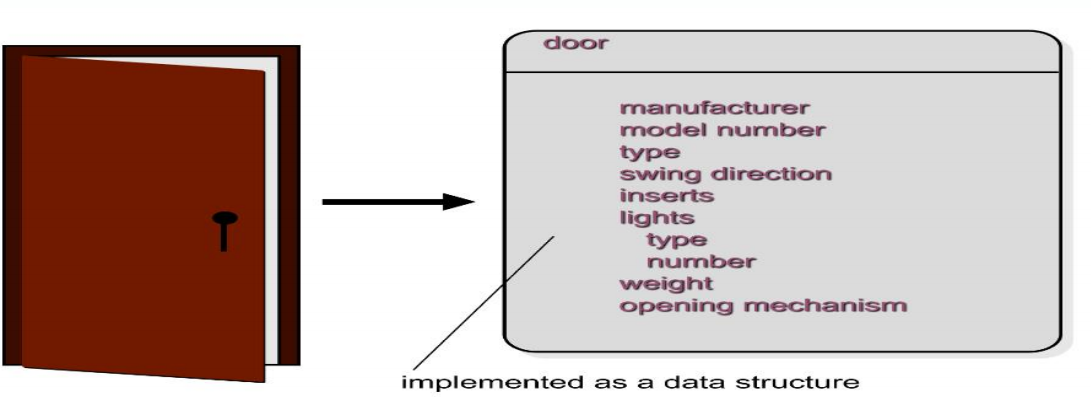 door
manufacturer
model number
type
swing direction
inserts
lights
type
number
weight
opening mechanism
implemented as a data structure